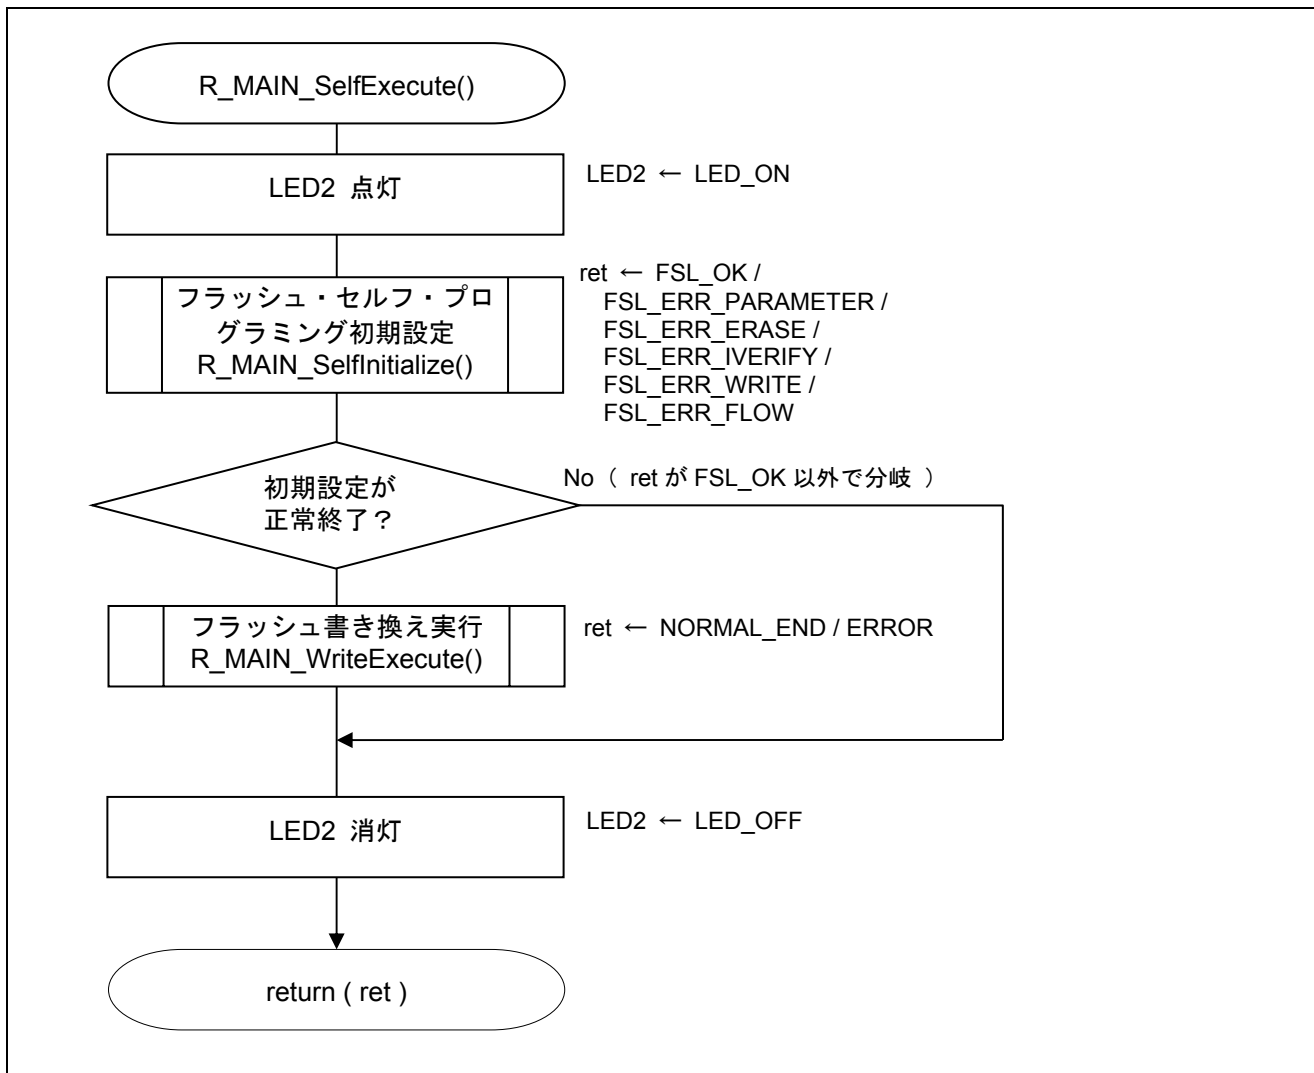 R_MAIN_SelfExecute()
LED2 点灯
LED2 ← LED_ON
フラッシュ・セルフ・プロ
グラミング初期設定
R_MAIN_SelfInitialize()
ret ← FSL_OK /
FSL_ERR_PARAMETER /
FSL_ERR_ERASE /
FSL_ERR_IVERIFY /
FSL_ERR_WRITE /
FSL_ERR_FLOW
初期設定が
正常終了？
No（ ret が FSL_OK 以外で分岐 ）
フラッシュ書き換え実行
R_MAIN_WriteExecute()
ret ← NORMAL_END / ERROR
LED2 消灯
LED2 ← LED_OFF
return ( ret )